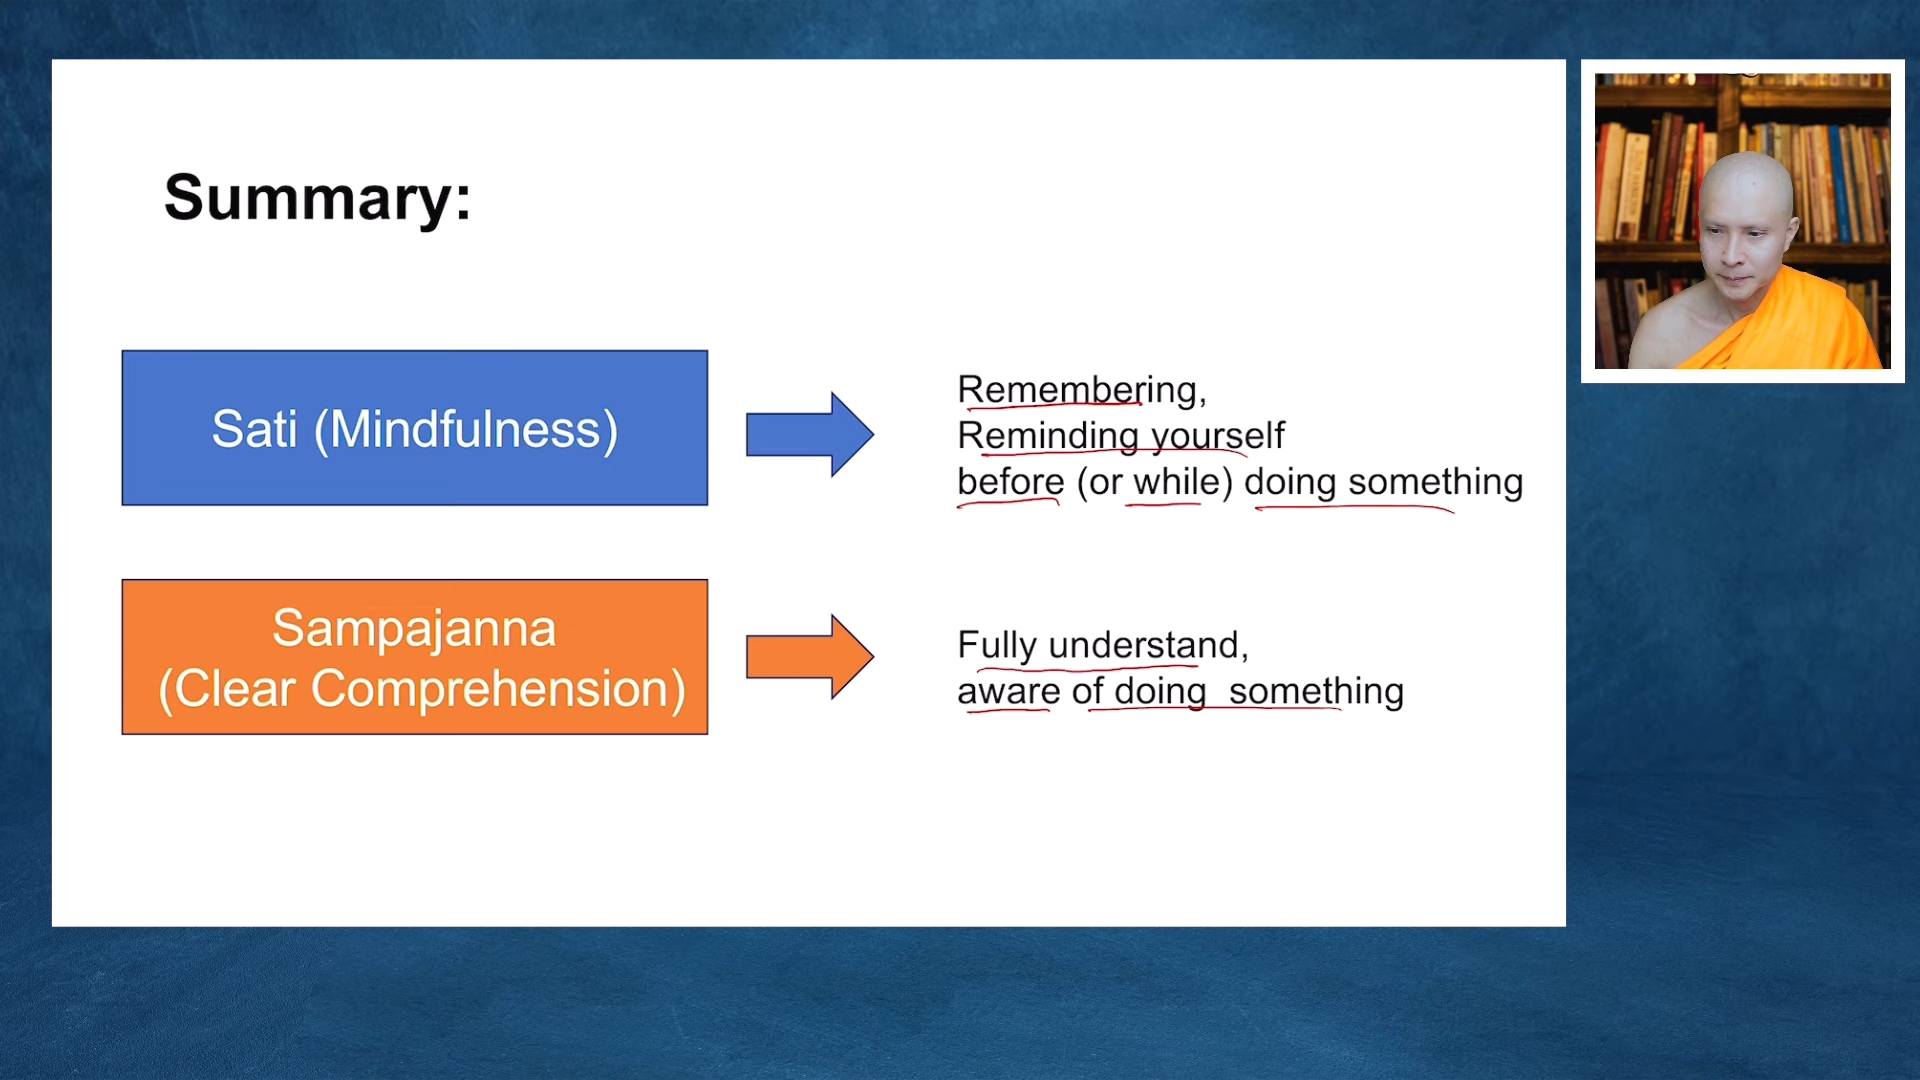 Summary:
Sati (Mindfulness)
Remembering,
Reminding yourself
before (or while) doing something
Sampajanna
(Clear Comprehension)
Fully understand,
aware of doing  something